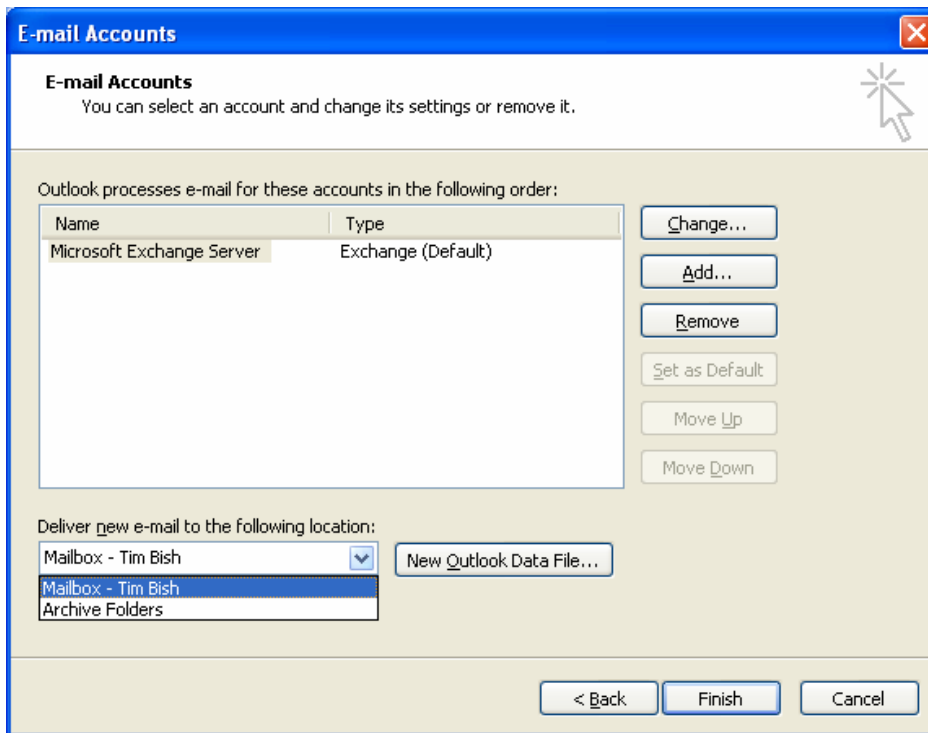 E-mail Accounts
E-mail Accounts
You can select an account and change its settings or remove it.
Outlook processes e-mail for these accounts in the following order:
Name Type
Microsoft Exchange Server Exchange (Default)
Change...
Add...
Remove
Set as Default
Move Up
Move Down
Deliver new e-mail to the following location:
Mailbox - Tim Bish
New Outlook Data File...
Mailbox - Tim Bish
Archive Folders
< Back Finish Cancel